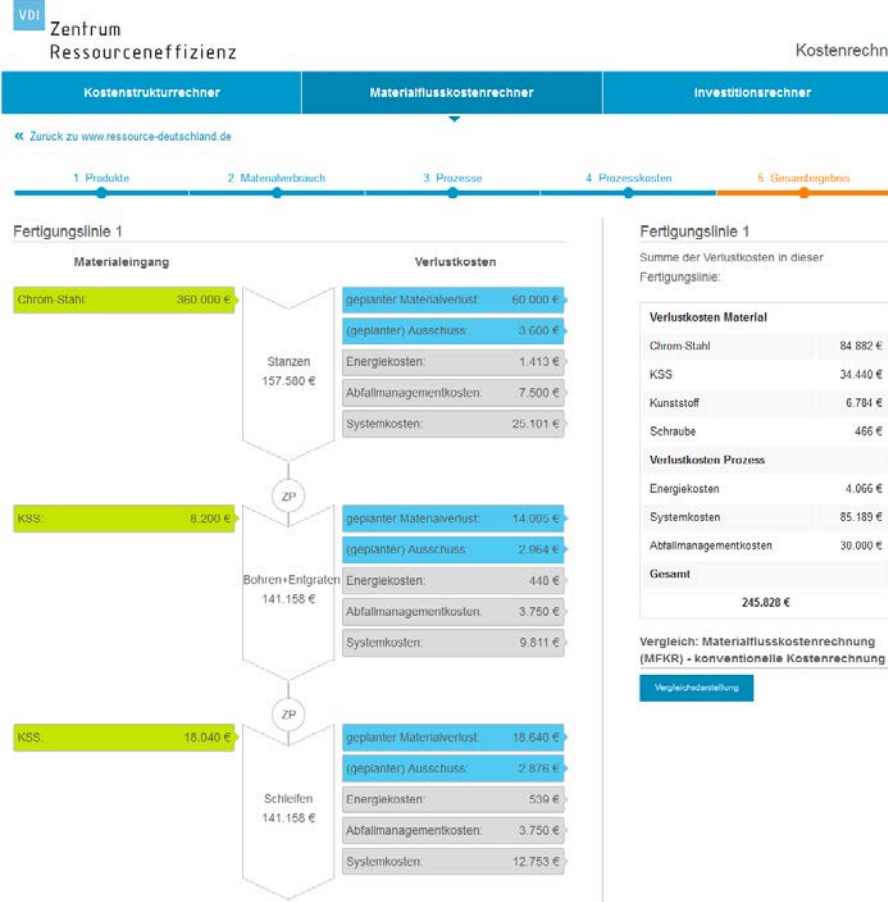 VDI
Zentrum
Ressourceneffizienz
Kostenrechn
Kostenstrukturrechner
Materialflusskostenrechner
Investitionsrechner
« Zurück zu www.ressource-deutschland.de
1. Produkte
2. Materialverbrauch
3. Prozesse
4. Prozesskosten
5. Gesamtergebnis
Fertigungslinie 1
Materialeingang
Verlustkosten
Chrom-Stahl: 360.000 €
Stanzen
157.580 €
geplanter Materialverlust: 60.000 €
(geplanter) Ausschuss: 3.600 €
Energiekosten: 1.413 €
Abfallmanagementkosten: 7.500 €
Systemkosten: 25.101 €
ZP
KSS: 8.200 €
Bohren+Entgraten
141.158 €
geplanter Materialverlust: 14.005 €
(geplanter) Ausschuss: 2.964 €
Energiekosten: 448 €
Abfallmanagementkosten: 3.750 €
Systemkosten: 9.811 €
ZP
KSS: 18.040 €
Schleifen
141.158 €
geplanter Materialverlust: 18.640 €
(geplanter) Ausschuss: 2.876 €
Energiekosten: 539 €
Abfallmanagementkosten: 3.750 €
Systemkosten: 12.753 €
Fertigungslinie 1
Summe der Verlustkosten in dieser
Fertigungslinie:
Verlustkosten Material
Chrom-Stahl 84.882 €
KSS 34.440 €
Kunststoff 6.784 €
Schraube 466 €
Verlustkosten Prozess
Energiekosten 4.066 €
Systemkosten 85.189 €
Abfallmanagementkosten 30.000 €
Gesamt
245.828 €
Vergleich: Materialflusskostenrechnung
(MFKR) - konventionelle Kostenrechnung
Vergleichsdarstellung